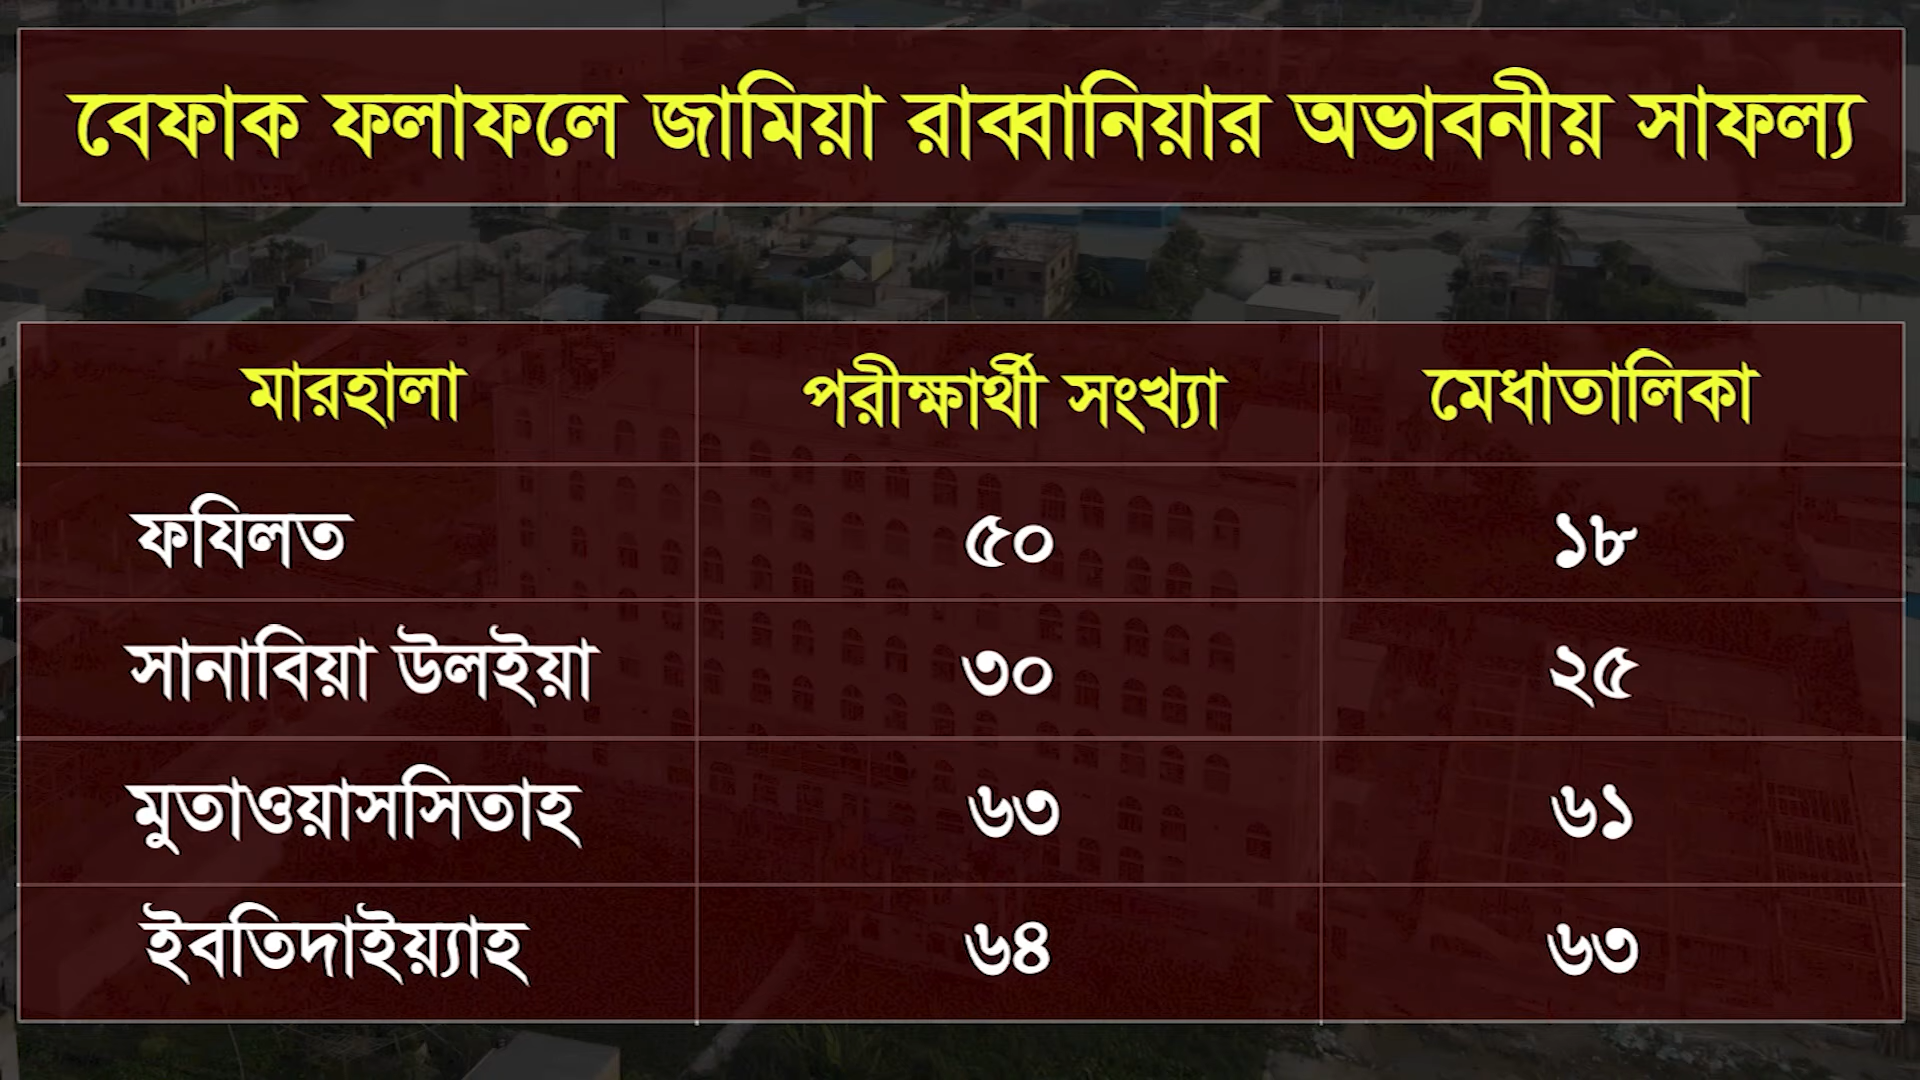 বেফাক ফলাফলে জামিয়া রাব্বানিয়ার অভাবনীয় সাফল্য
মারহালা পরীক্ষার্থী সংখ্যা মেধাতালিকা
ফযিলত ৫০ ১৮
সানাবিয়া উলইয়া ৩০ ২৫
মুতাওয়াসসিতাহ ৬৩ ৬১
ইবতিদাইয়্যাহ ৬৪ ৬৩